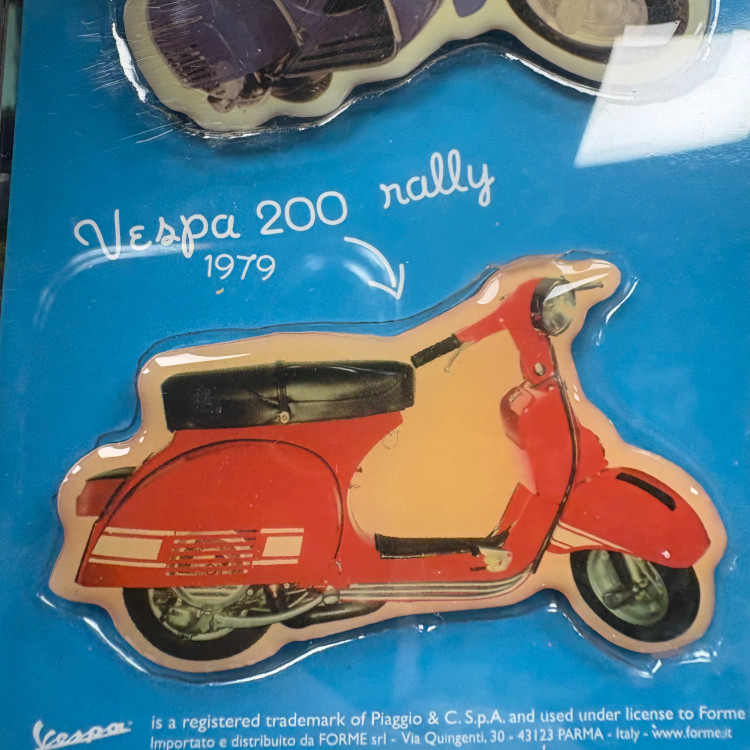 Vespa 200 rally
1979
Vespa is a registered trademark of Piaggio & C. S.p.A. and used under license to Forme
Importato e distribuito da FORME srl - Via Quingenti, 30 - 43123 PARMA - Italy - www.forme.it